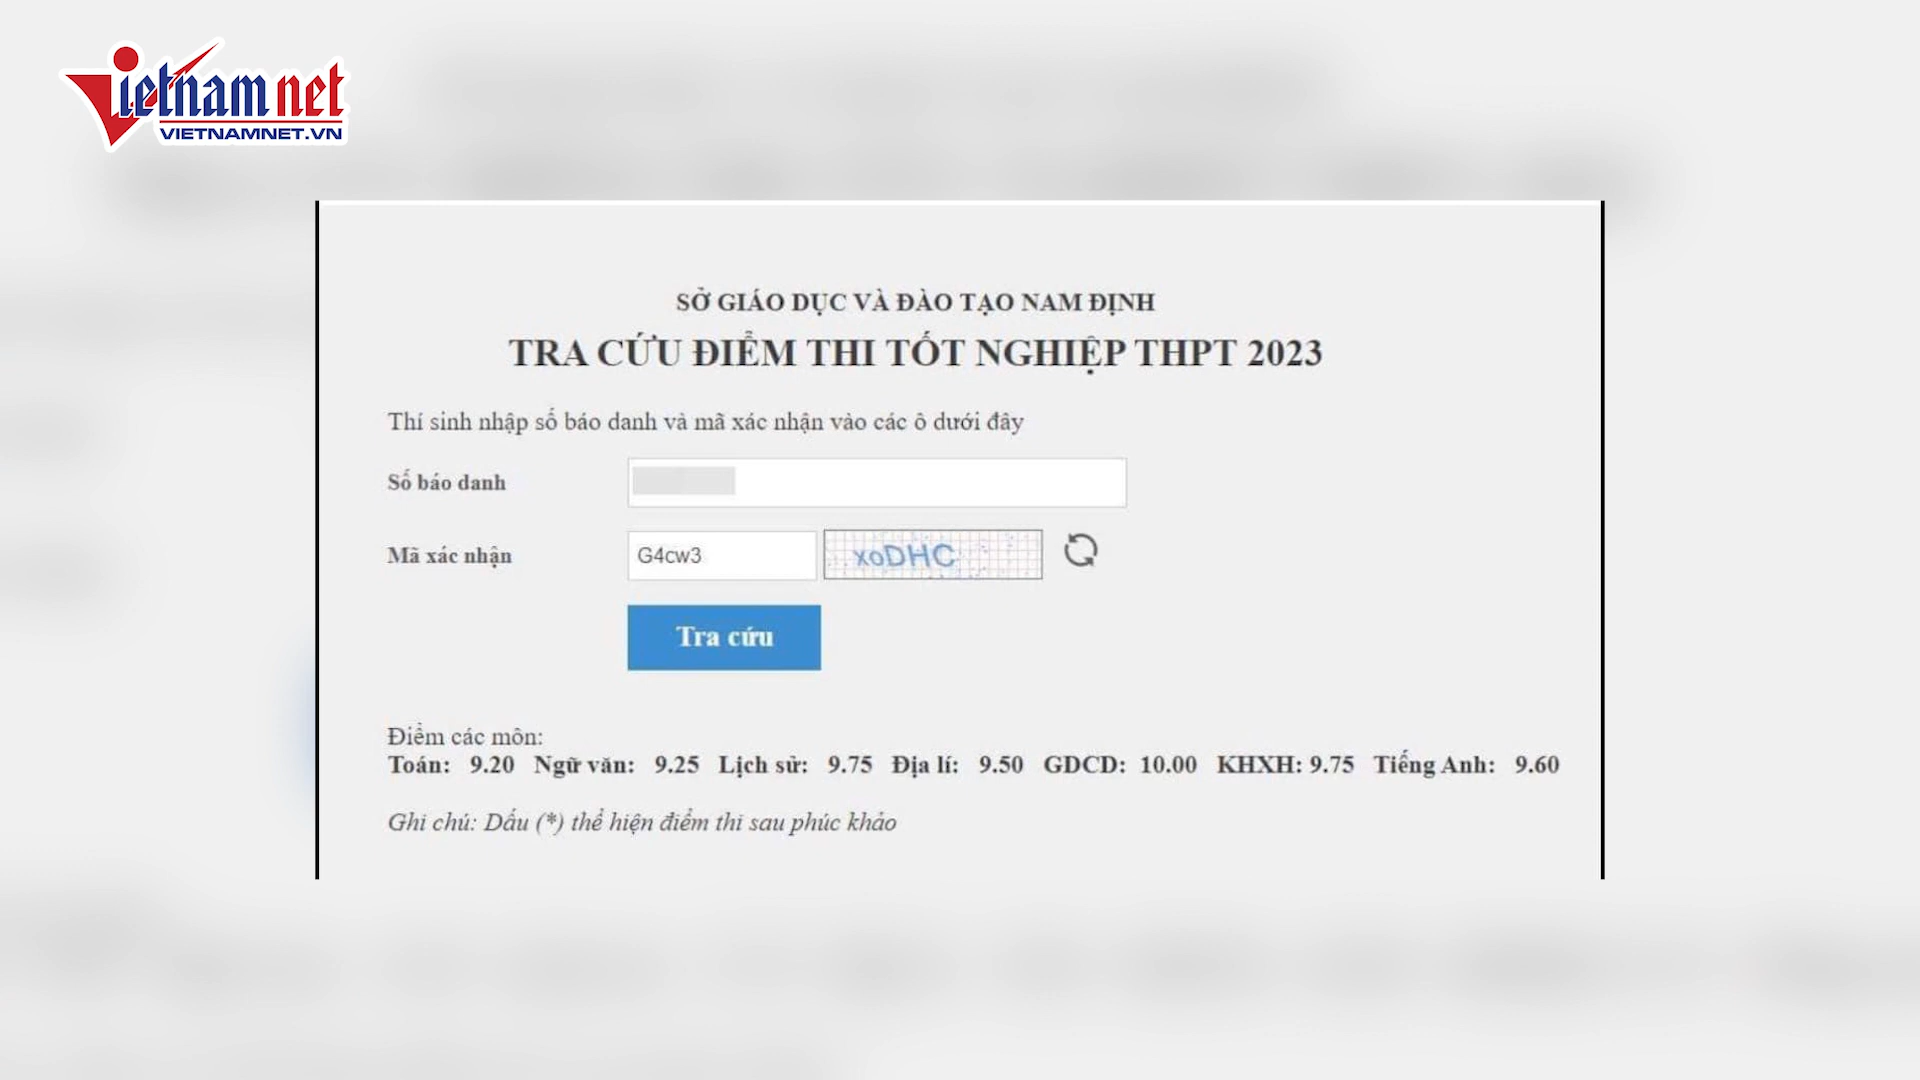 Vietnamnet
VIETNAMNET.VN
SỞ GIÁO DỤC VÀ ĐÀO TẠO NAM ĐỊNH
TRA CỨU ĐIỂM THI TỐT NGHIỆP THPT 2023
Thí sinh nhập số báo danh và mã xác nhận vào các ô dưới đây
Số báo danh
Mã xác nhận G4cw3 xoDHC
Tra cứu
Điểm các môn:
Toán: 9.20 Ngữ văn: 9.25 Lịch sử: 9.75 Địa lí: 9.50 GDCD: 10.00 KHXH: 9.75 Tiếng Anh: 9.60
Ghi chú: Dấu (*) thể hiện điểm thi sau phúc khảo